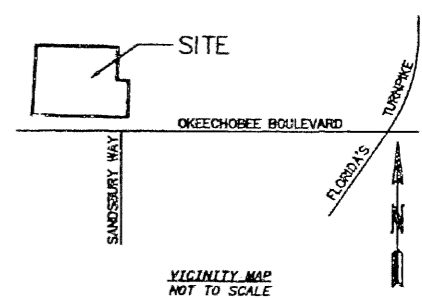 SITE
OKEECHOBEE BOULEVARD
SANDSBURY WAY
FLORIDA'S
TURNPIKE
N
VICINITY MAP
NOT TO SCALE